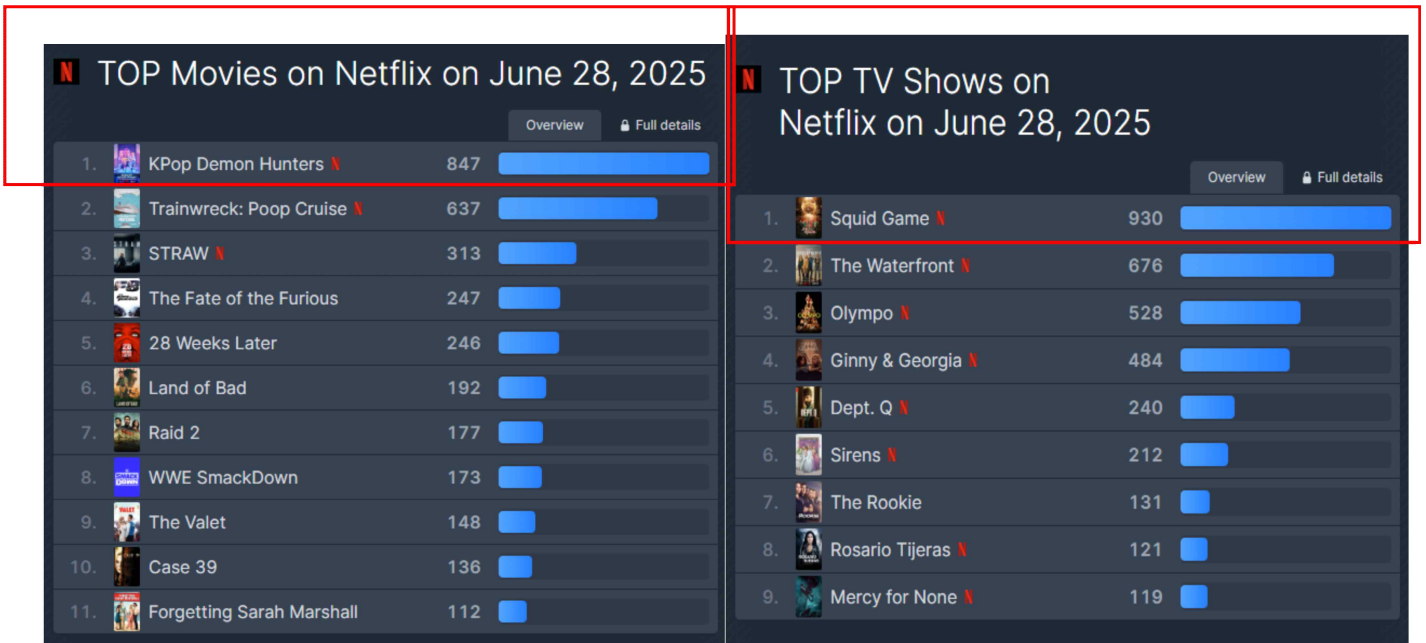 TOP Movies on Netflix on June 28, 2025
Overview Full details
1. KPop Demon Hunters N 847
2. Trainwreck: Poop Cruise N 637
3. STRAW N 313
4. The Fate of the Furious 247
5. 28 Weeks Later 246
6. Land of Bad 192
7. Raid 2 177
8. WWE SmackDown 173
9. The Valet 148
10. Case 39 136
11. Forgetting Sarah Marshall 112
TOP TV Shows on
Netflix on June 28, 2025
Overview Full details
1. Squid Game N 930
2. The Waterfront N 676
3. Olympo N 528
4. Ginny & Georgia N 484
5. Dept. Q N 240
6. Sirens N 212
7. The Rookie 131
8. Rosario Tijeras N 121
9. Mercy for None N 119